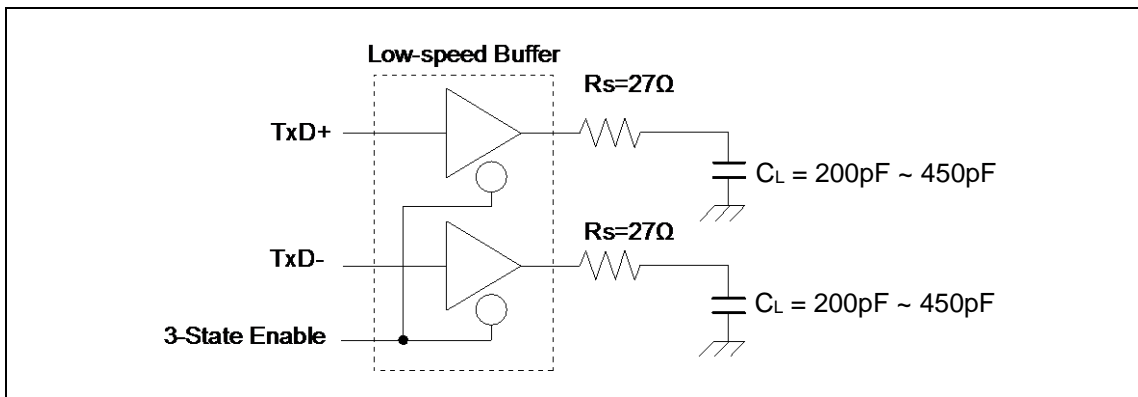 Low-speed Buffer
Rs=27Ω
TxD+
CL = 200pF ~ 450pF
Rs=27Ω
TxD-
CL = 200pF ~ 450pF
3-State Enable